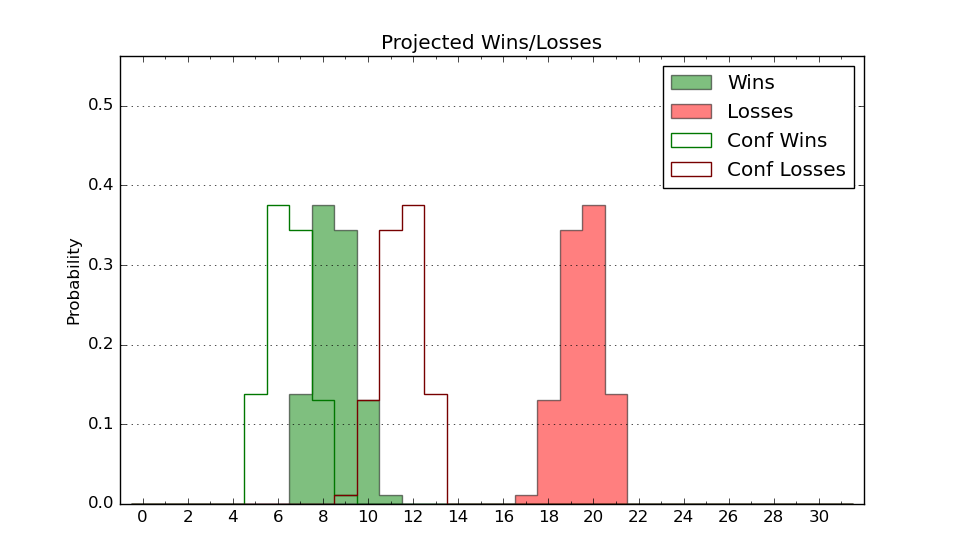 Projected Wins/Losses
Wins
Losses
Conf Wins
Conf Losses
Probability
0.5
0.4
0.3
0.2
0.1
0.0
0 2 4 6 8 10 12 14 16 18 20 22 24 26 28 30